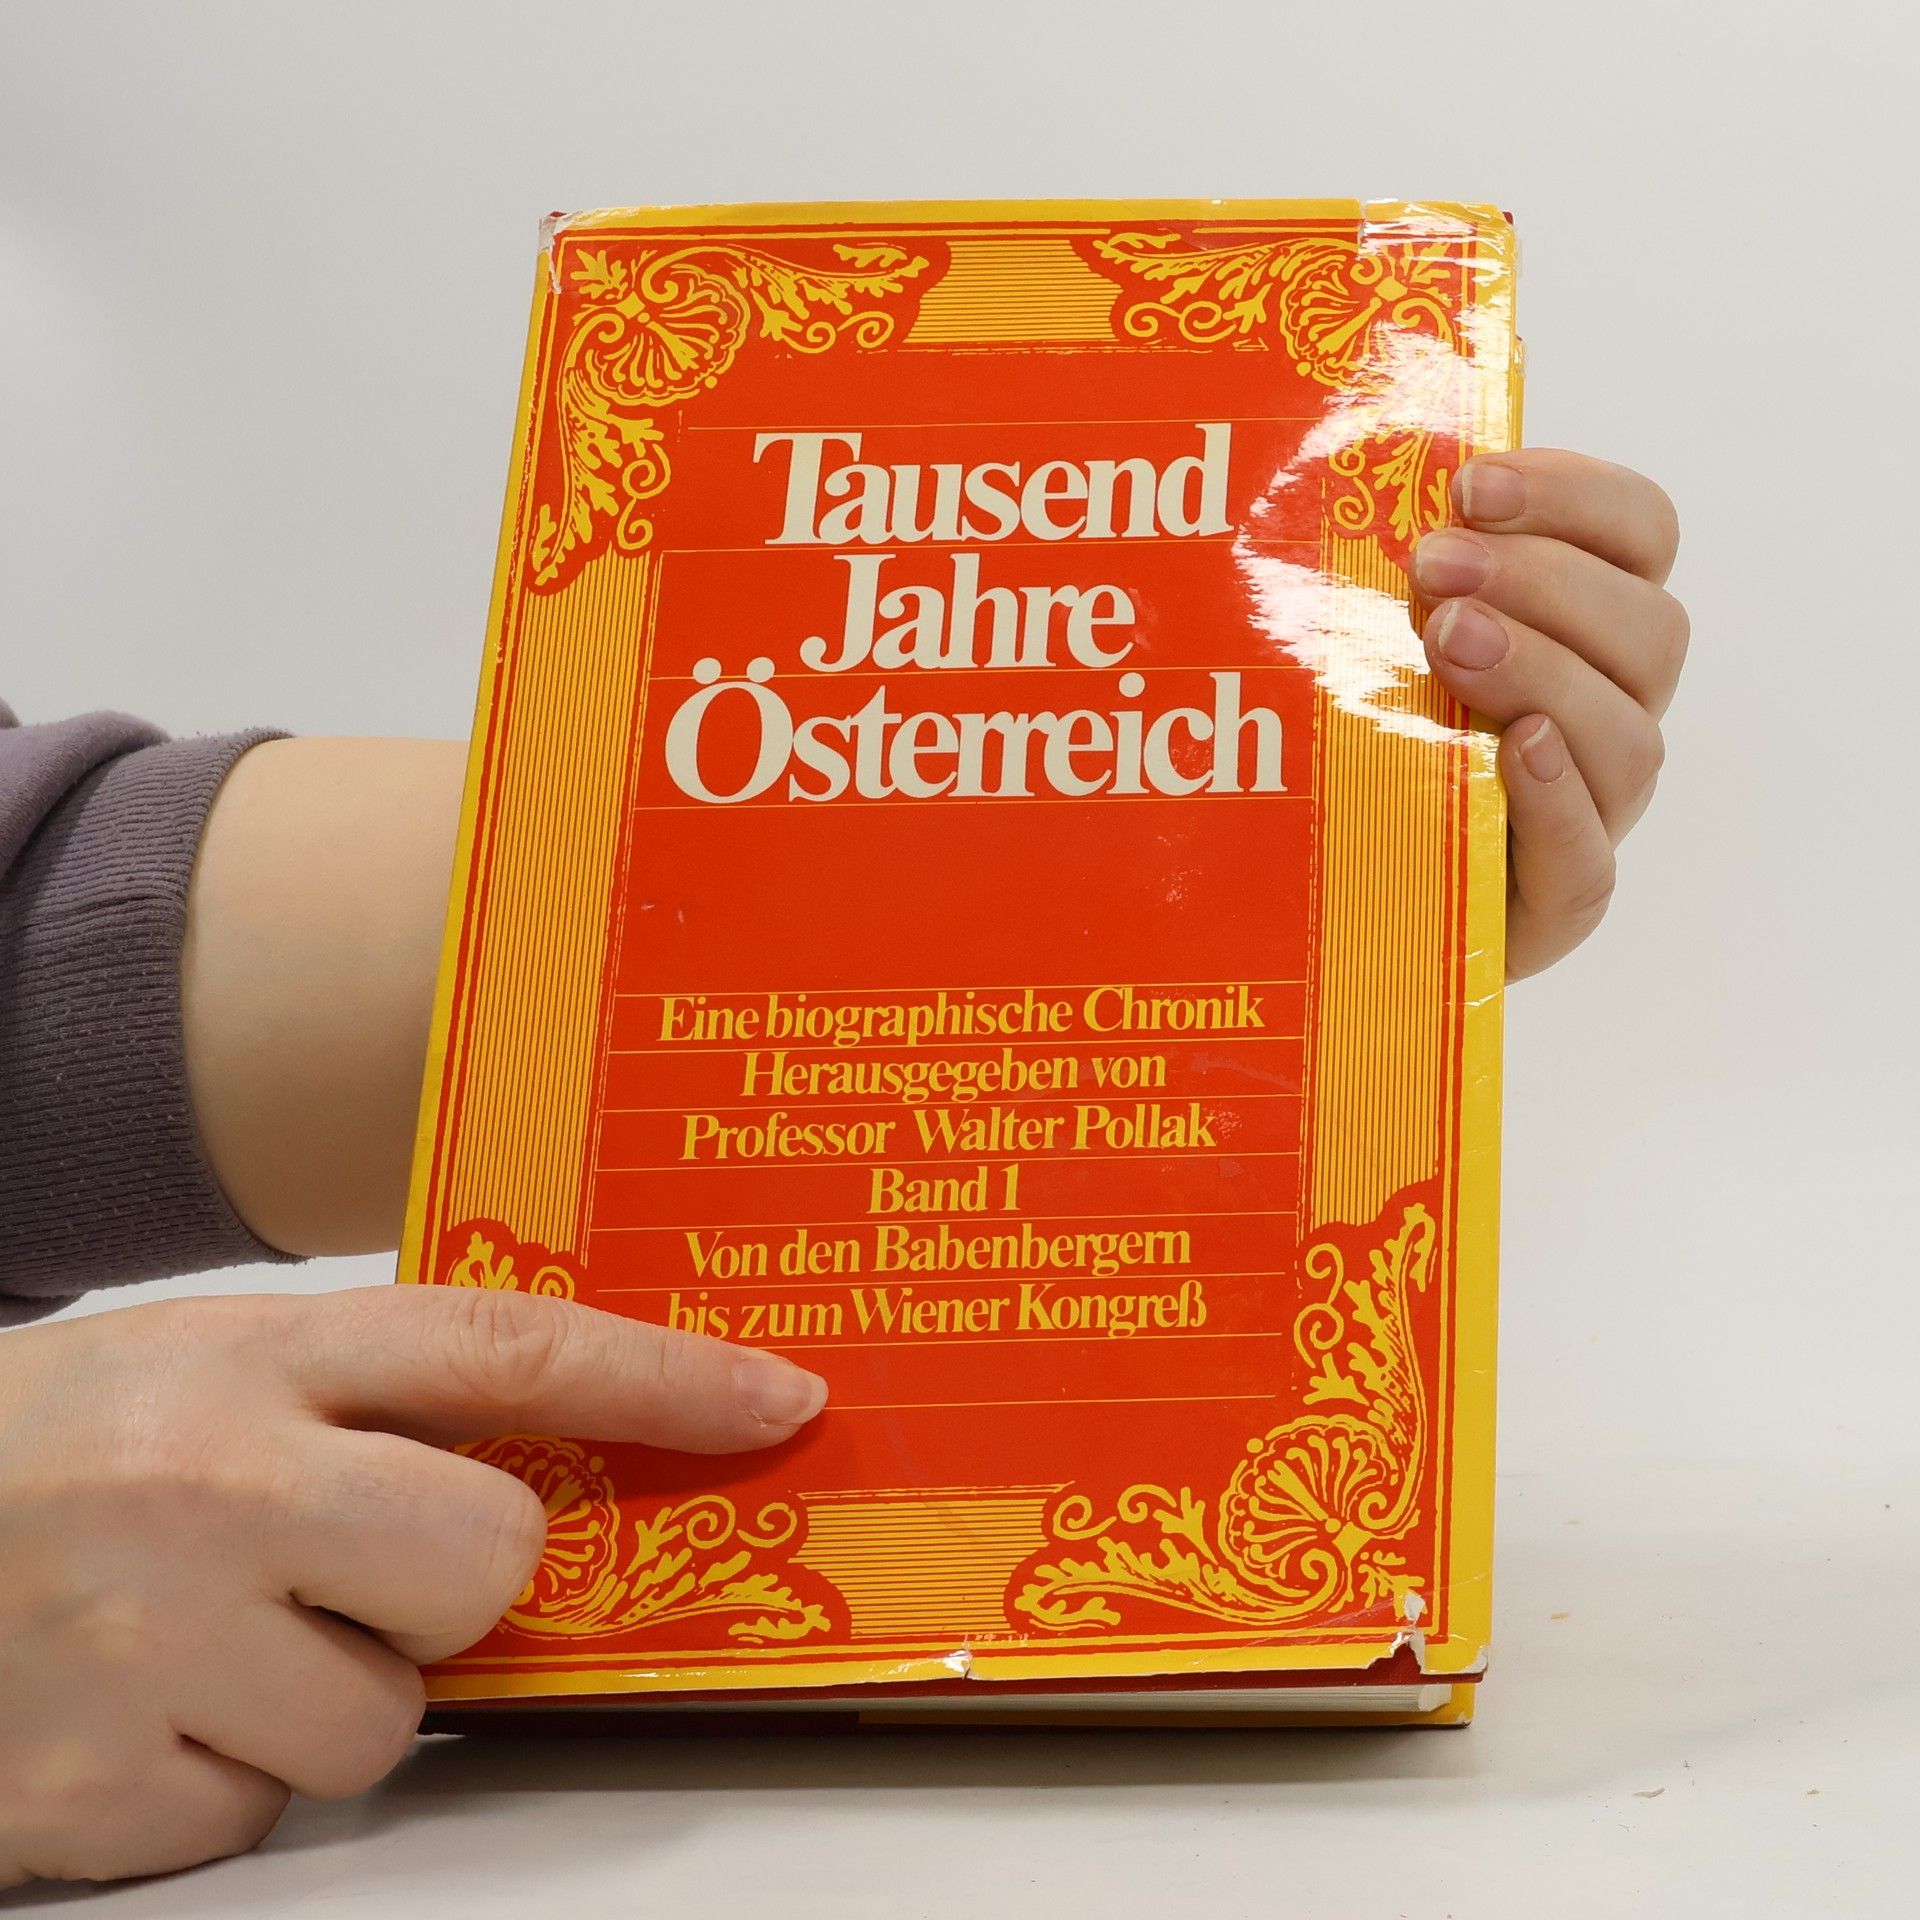 Tausend
Jahre
Österreich
Eine biographische Chronik
Herausgegeben von
Professor Walter Pollak
Band 1
Von den Babenbergern
bis zum Wiener Kongreß